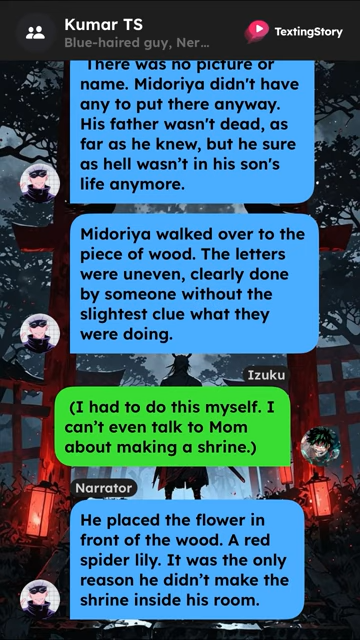 Kumar TS
Blue-haired guy, Ner...
TextingStory
There was no picture or
name. Midoriya didn't have
any to put there anyway.
His father wasn't dead, as
far as he knew, but he sure
as hell wasn’t in his son's
life anymore.
Midoriya walked over to the
piece of wood. The letters
were uneven, clearly done
by someone without the
slightest clue what they
were doing.
Izuku
(I had to do this myself. I
can’t even talk to Mom
about making a shrine.)
Narrator
He placed the flower in
front of the wood. A red
spider lily. It was the only
reason he didn’t make the
shrine inside his room.